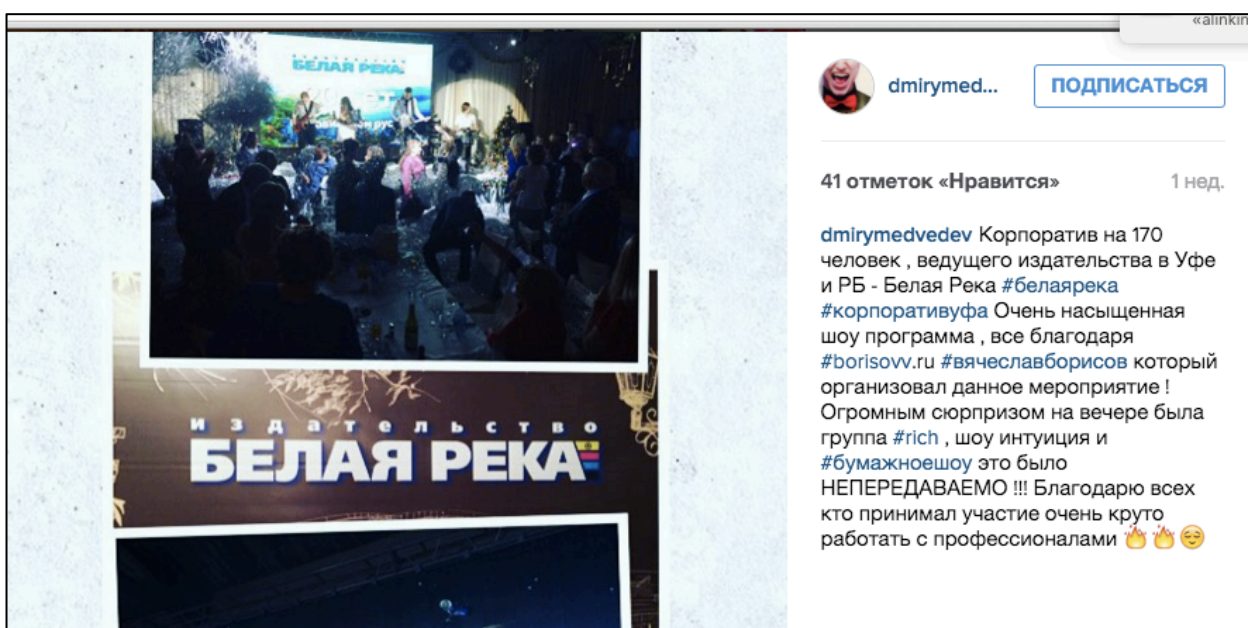 «alinkin
БЕЛАЯ РЕКА
издательство
БЕЛАЯ РЕКА
dmirymed...
ПОДПИСАТЬСЯ
41 отметок «Нравится»
1 нед.
dmirymedvedev Корпоратив на 170
человек , ведущего издательства в Уфе
и РБ - Белая Река #белаярека
#корпоративуфа Очень насыщенная
шоу программа , все благодаря
#borisovv.ru #вячеславборисов который
организовал данное мероприятие !
Огромным сюрпризом на вечере была
группа #rich , шоу интуиция и
#бумажноешоу это было
НЕПЕРЕДАВАЕМО !!! Благодарю всех
кто принимал участие очень круто
работать с профессионалами 🔥 🔥 😌